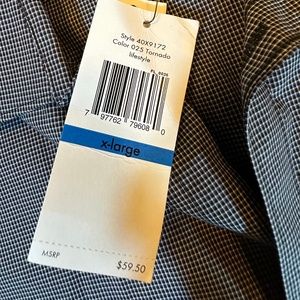 Style 40X9172
Color 025 Tornado
lifestyle
7 97762 79608 0
x-large
MSRP
$59.50